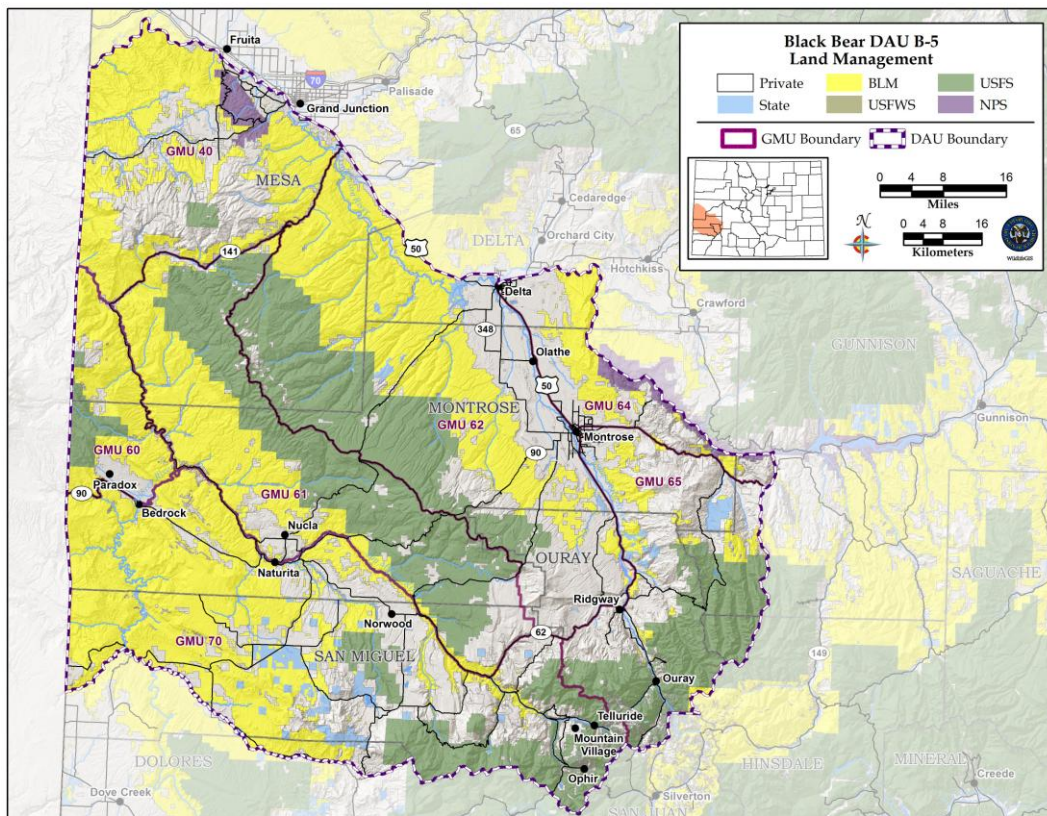 Black Bear DAU B-5
Land Management
Private
BLM
USFS
State
USFWS
NPS
GMU Boundary
DAU Boundary
0 4 8 16
Miles
0 4 8 16
Kilometers
N
Fruita
70
Grand Junction
Palisade
65
GMU 40
MESA
Cedaredge
50
DELTA
Orchard City
141
Hotchkiss
Delta
Crawford
348
GUNNISON
Olathe
50
MONTROSE
GMU 64
GMU 62
Gunnison
Montrose
GMU 60
90
Paradox
GMU 65
90
GMU 61
Bedrock
Nucla
OURAY
Naturita
SAGUACHE
Ridgway
Norwood
62
GMU 70
149
SAN MIGUEL
Ouray
Telluride
Mountain
Village
DOLORES
Ophir
HINSDALE
MINERAL
Creede
Dove Creek
Silverton
SAN JUAN